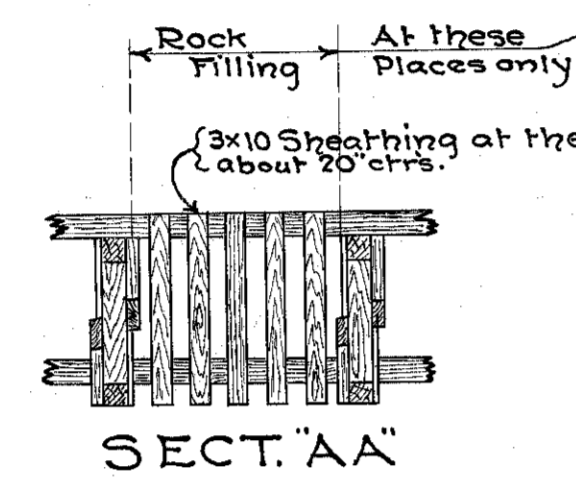 Rock
Filling
At these
Places only
3x10 Sheathing at the
about 20" ctrs.
SECT. "AA"